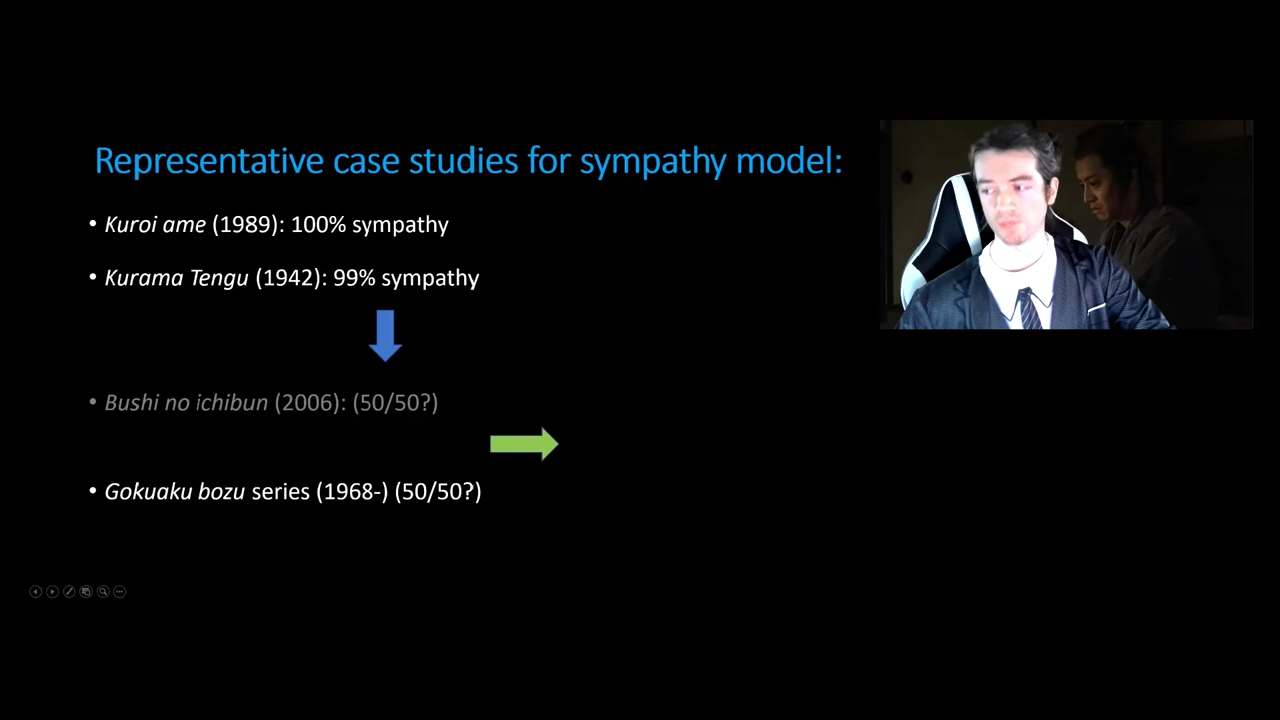 Representative case studies for sympathy model:
• Kuroi ame (1989): 100% sympathy
• Kurama Tengu (1942): 99% sympathy
• Bushi no ichibun (2006): (50/50?)
• Gokuaku bozu series (1968-) (50/50?)